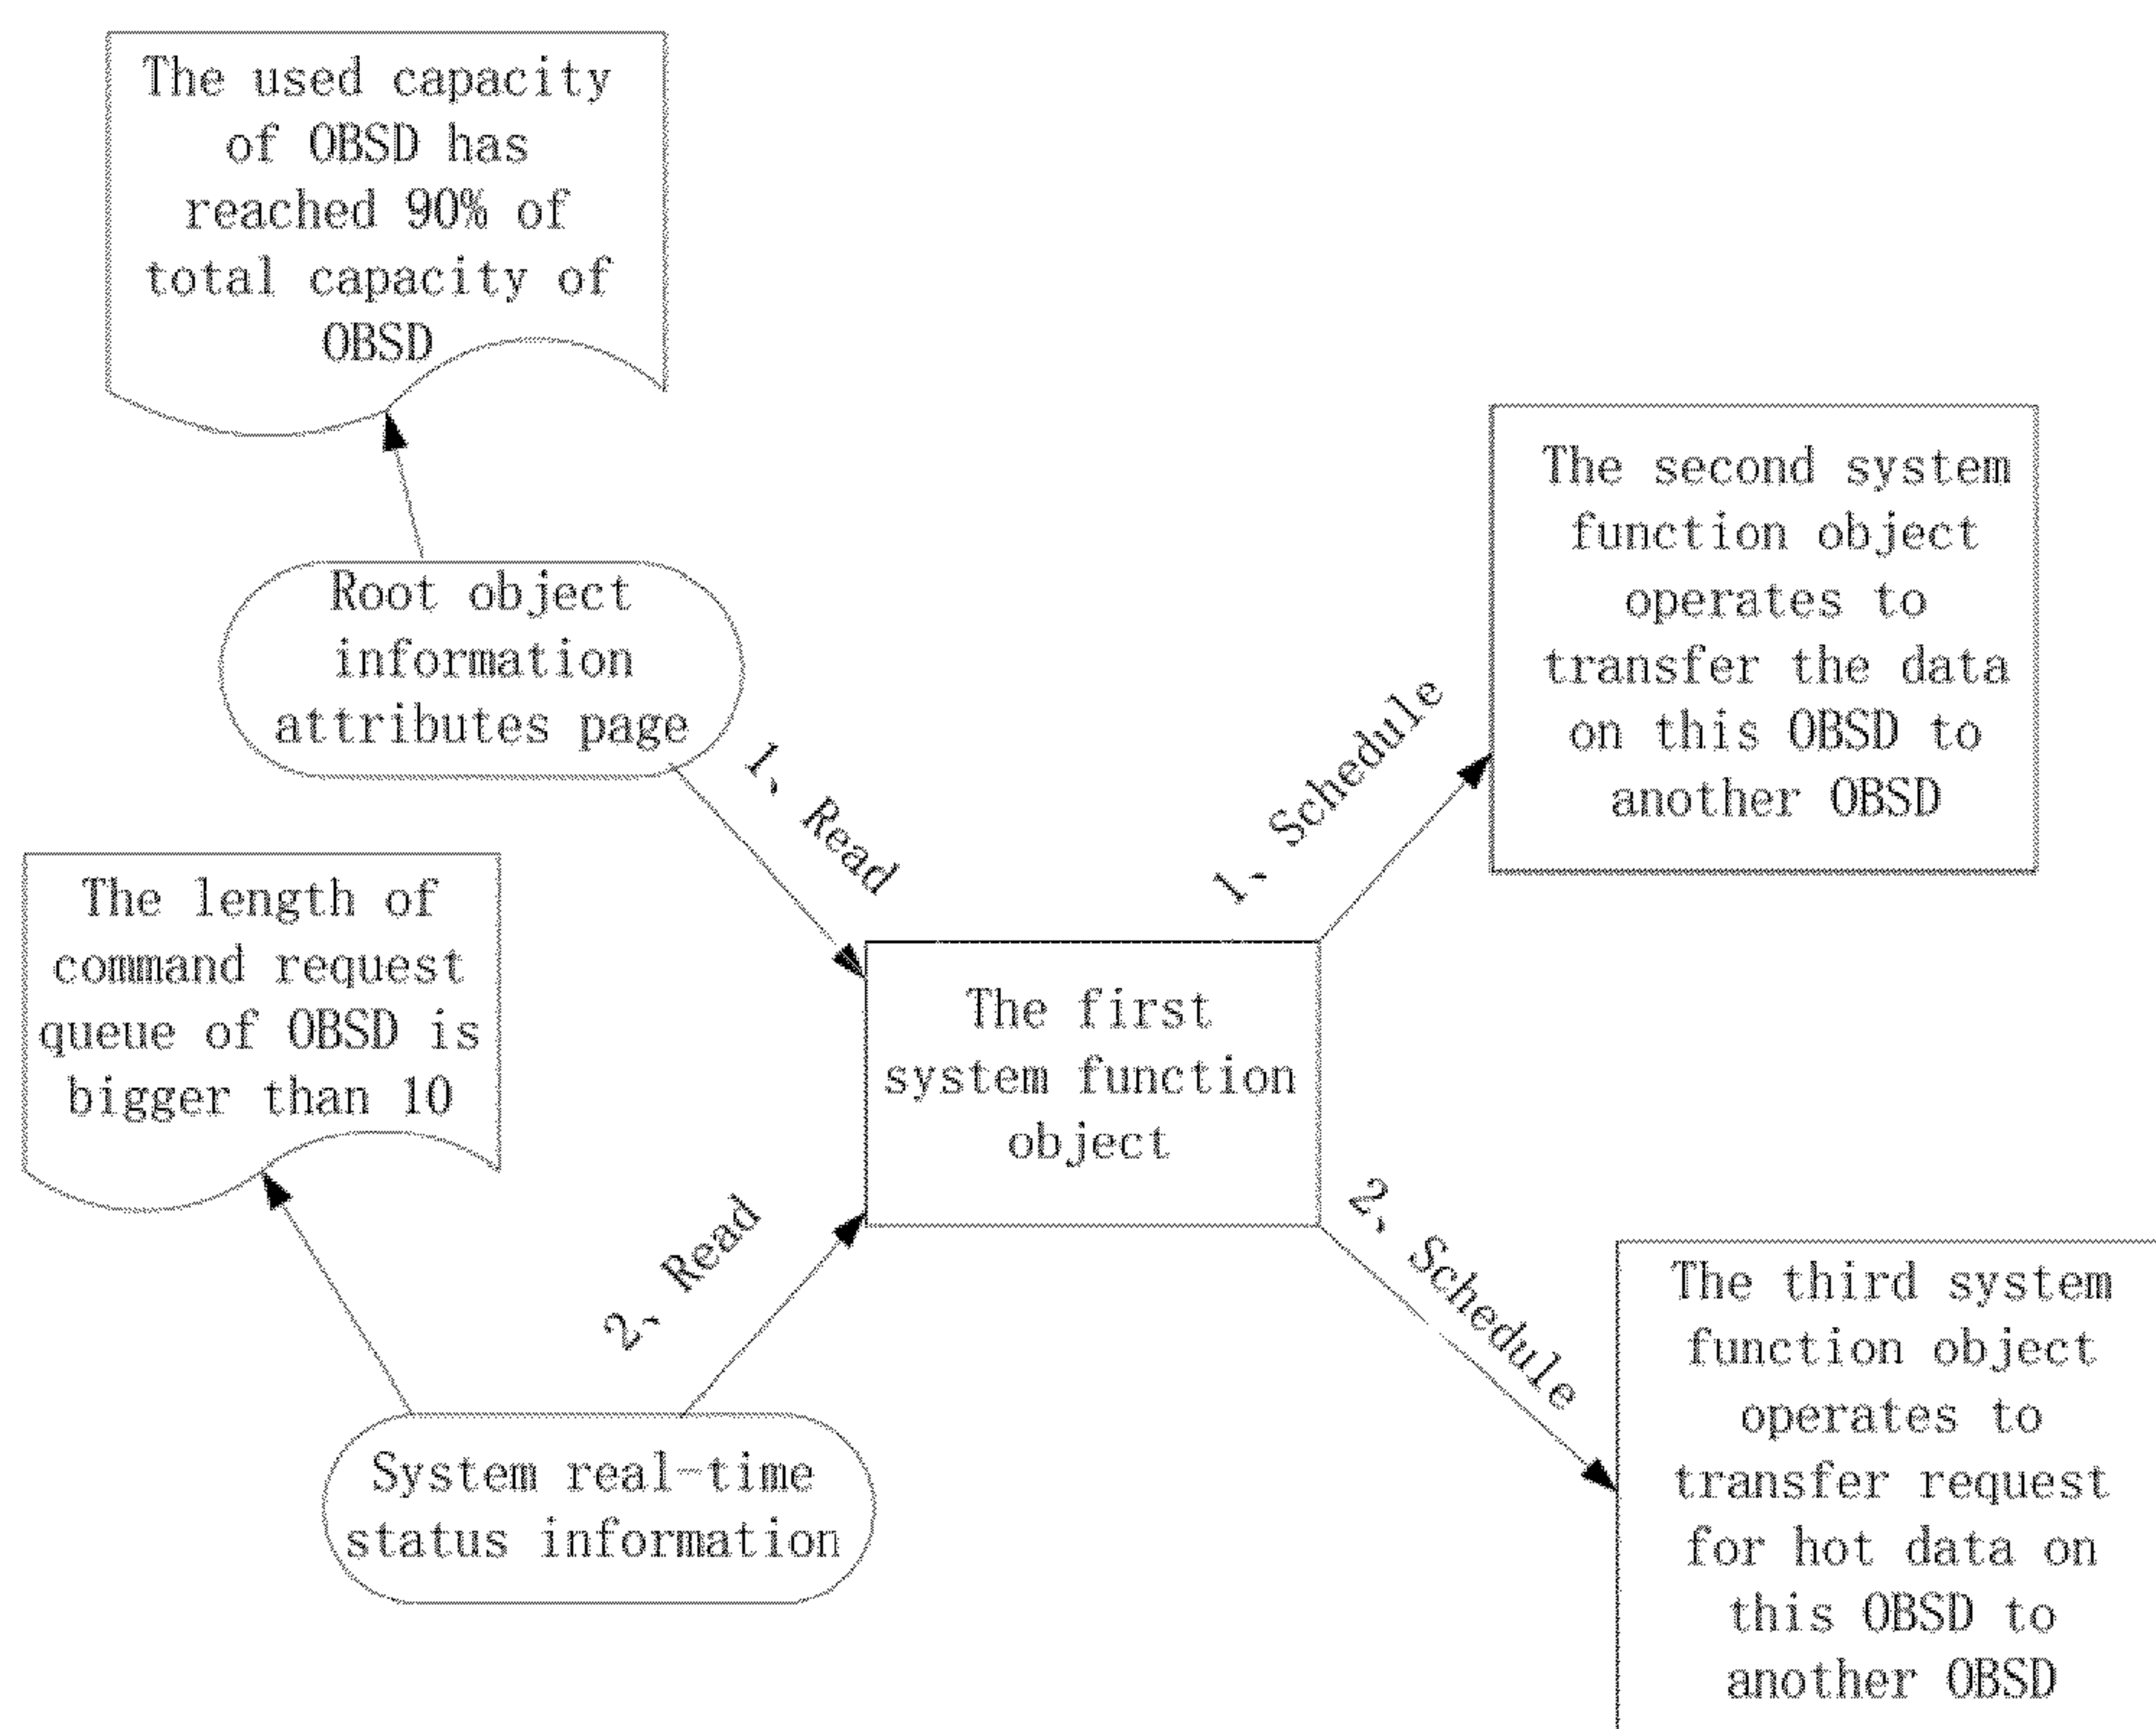 The used capacity
of OBSD has
reached 90% of
total capacity of
OBSD
Root object
information
attributes page
1、Read
1、Schedule
The second system
function object
operates to
transfer the data
on this OBSD to
another OBSD
The length of
command request
queue of OBSD is
bigger than 10
The first
system function
object
2、Read
2、Schedule
System real-time
status information
The third system
function object
operates to
transfer request
for hot data on
this OBSD to
another OBSD